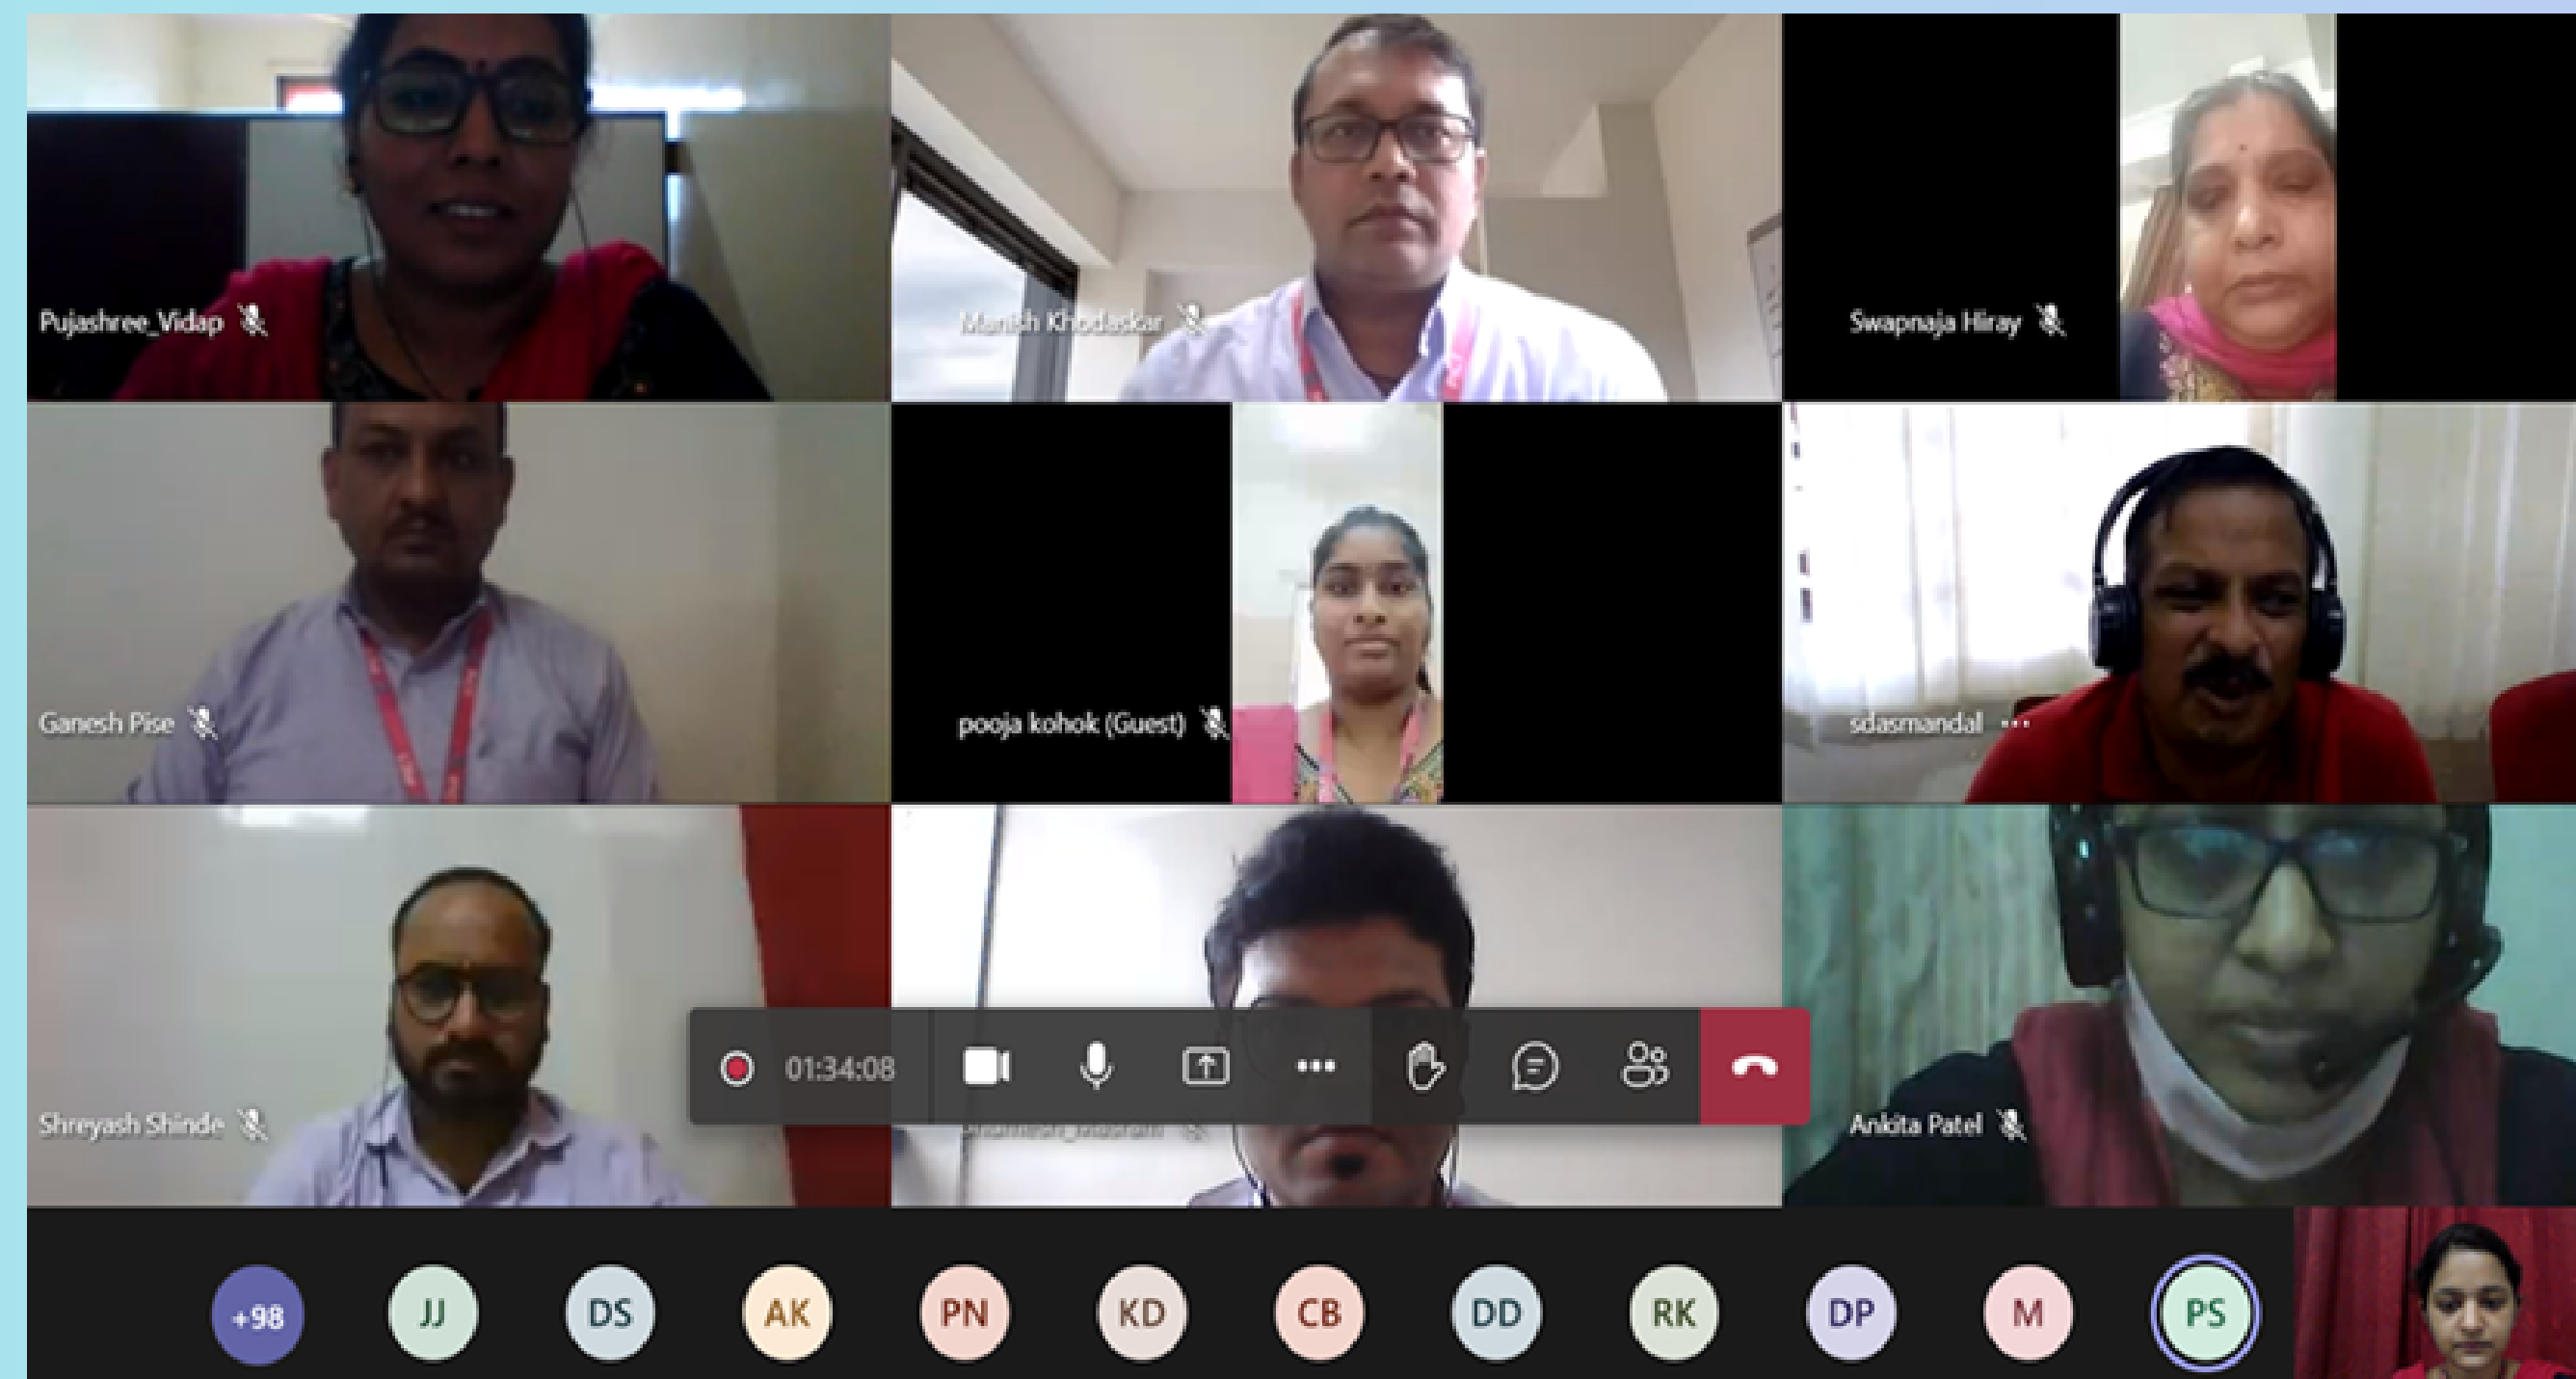 Pujashree_Vidap
Manish Khodaskar
Swapnaja Hiray
Ganesh Pise
pooja kohok (Guest)
sdasmandal ...
Shreyash Shinde
01:34:08
Ankita Patel
+98
JJ
DS
AK
PN
KD
CB
DD
RK
DP
M
PS